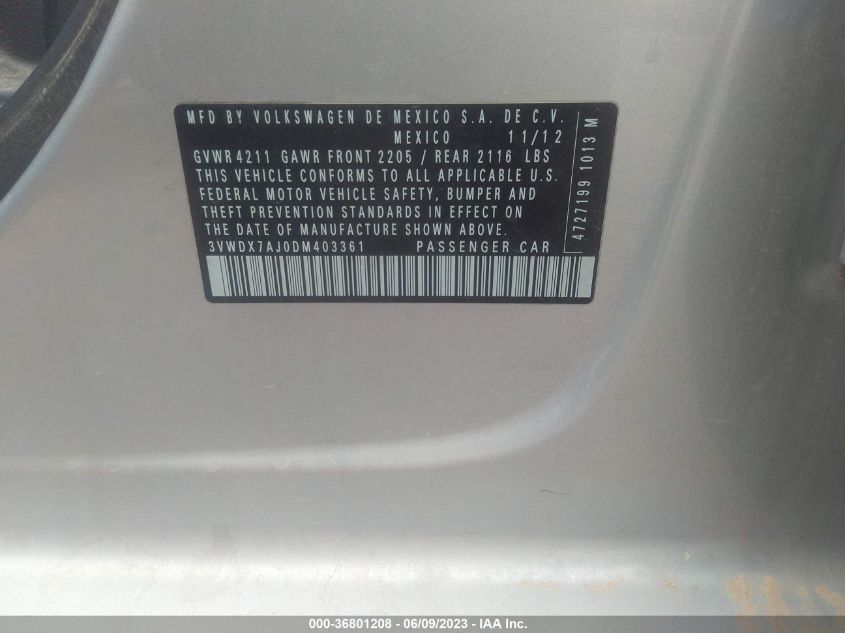 MFD BY VOLKSWAGEN DE MEXICO S.A. DE C.V.
MEXICO 11/12
GVWR 4211 GAWR FRONT 2205 / REAR 2116 LBS
THIS VEHICLE CONFORMS TO ALL APPLICABLE U.S.
FEDERAL MOTOR VEHICLE SAFETY, BUMPER AND
THEFT PREVENTION STANDARDS IN EFFECT ON
THE DATE OF MANUFACTURE SHOWN ABOVE.
3VWDX7AJ0DM403361 PASSENGER CAR
4727199 1013 M
000-36801208 - 06/09/2023 - IAA Inc.